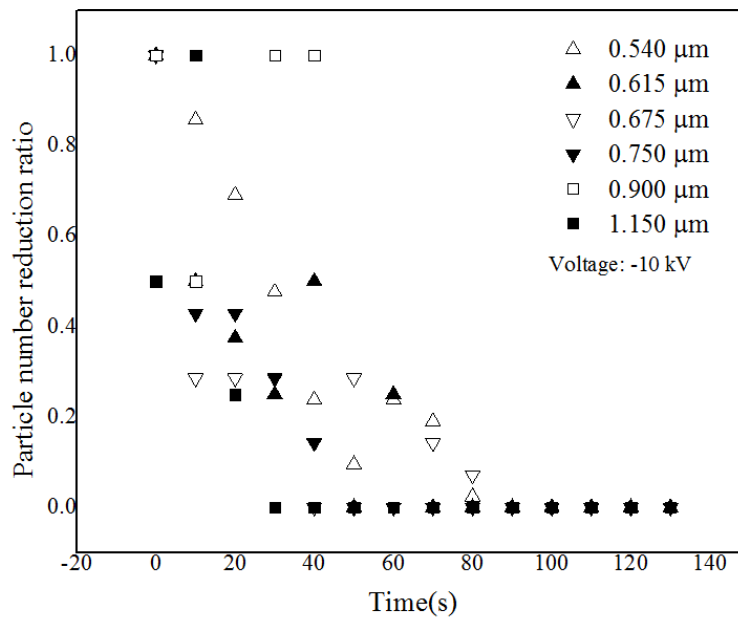 1.0
0.8
0.6
0.4
0.2
0.0
Particle number reduction ratio
0.540 μm
0.615 μm
0.675 μm
0.750 μm
0.900 μm
1.150 μm
Voltage: -10 kV
-20 0 20 40 60 80 100 120 140
Time(s)